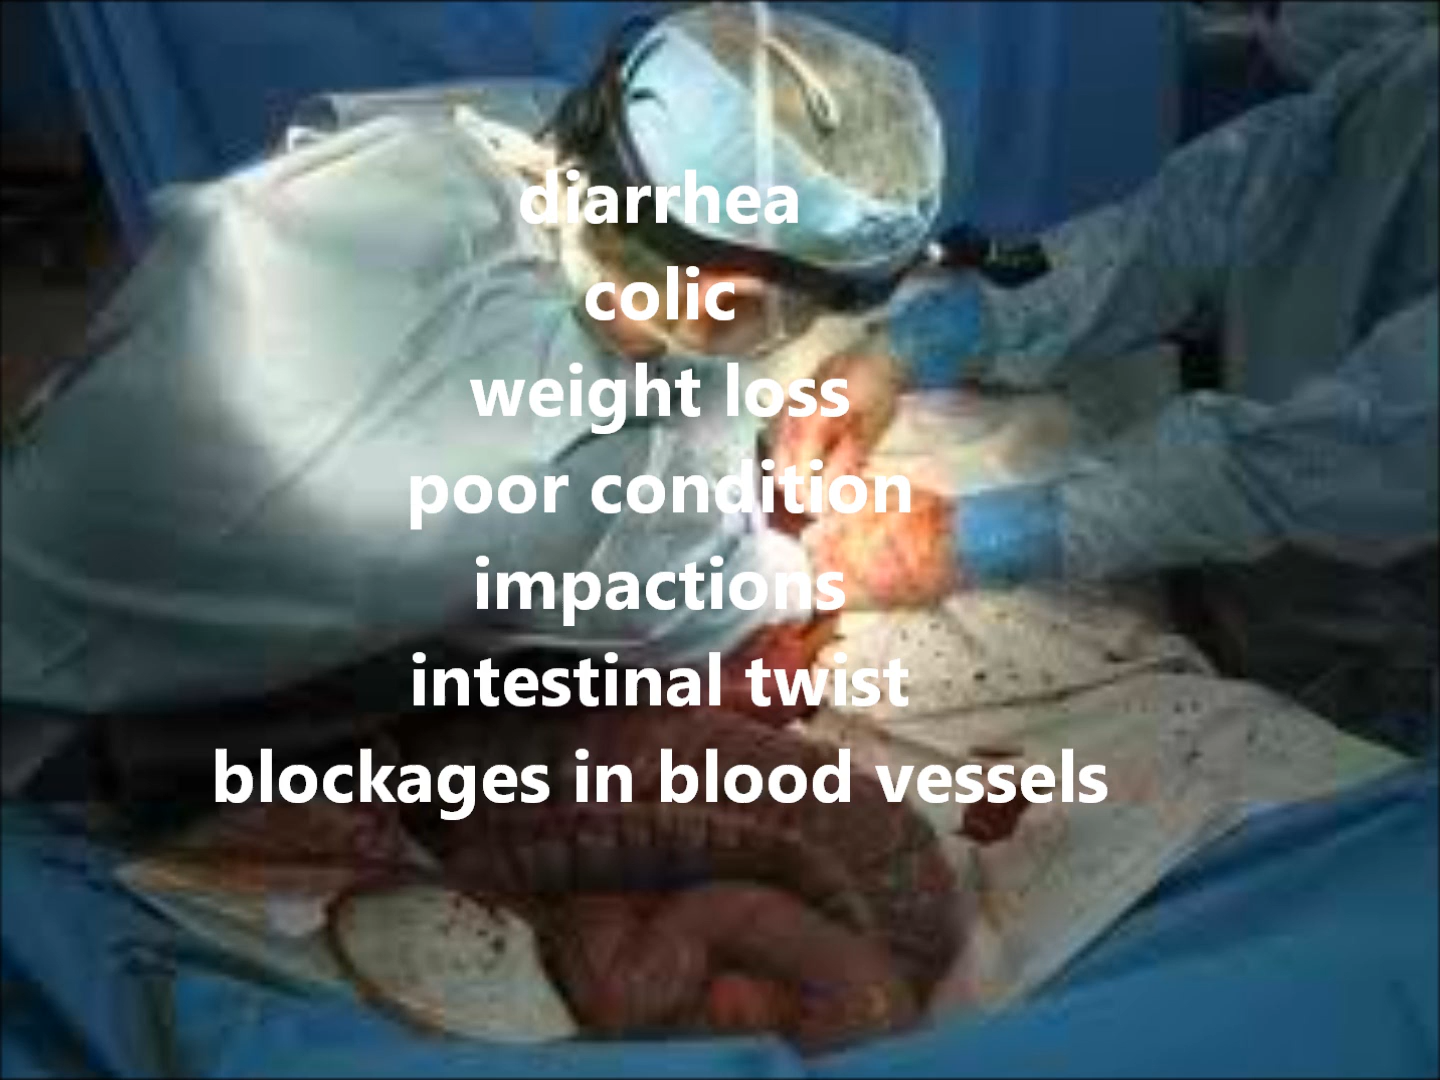 diarrhea
colic
weight loss
poor condition
impactions
intestinal twist
blockages in blood vessels